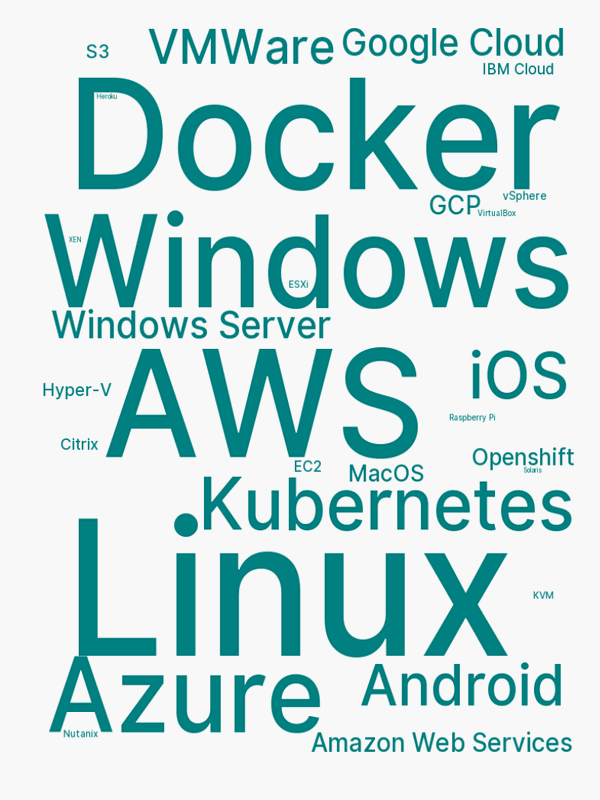 S3 VMWare Google Cloud
IBM Cloud
Heroku
Docker
GCP vSphere
VirtualBox
Windows
XEN
ESXi
Windows Server
AWS iOS
Hyper-V
Raspberry Pi
Citrix
EC2 MacOS Openshift
Solaris
Kubernetes
Linux
KVM
Azure Android
Nutanix
Amazon Web Services